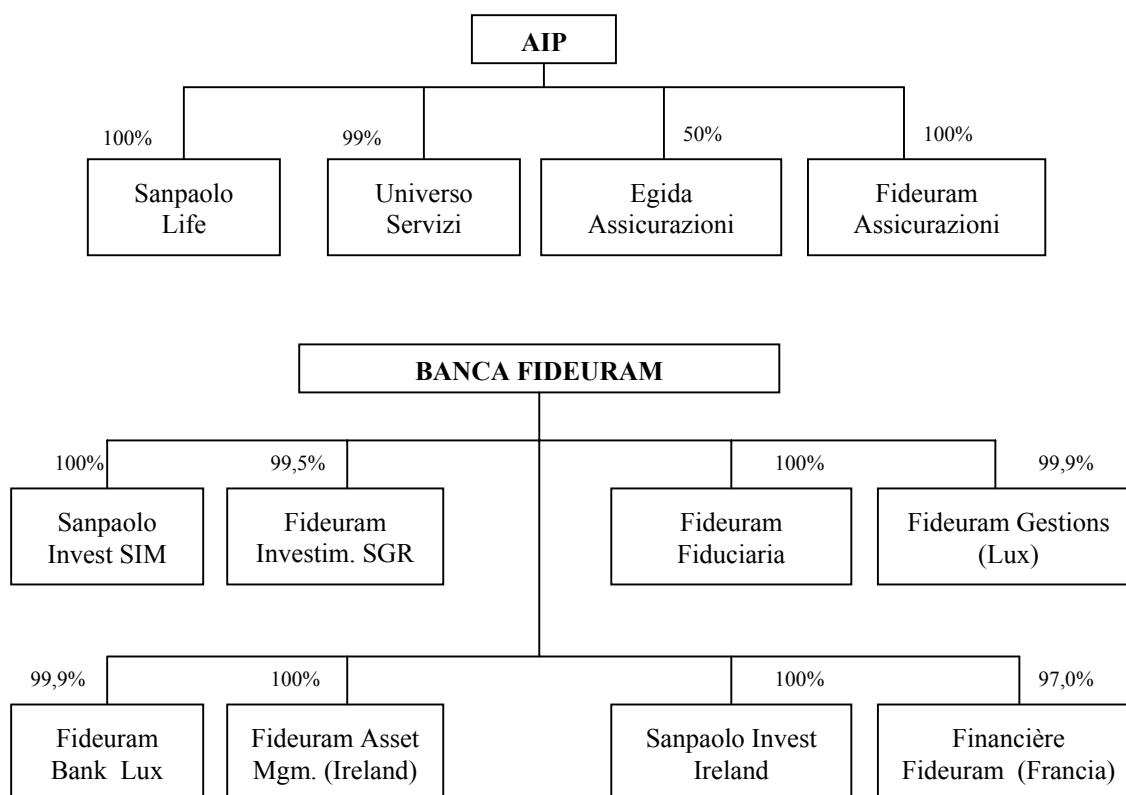 AIP
100%
99%
50%
100%
Sanpaolo
Life
Universo
Servizi
Egida
Assicurazioni
Fideuram
Assicurazioni
BANCA FIDEURAM
100%
99,5%
100%
99,9%
Sanpaolo
Invest SIM
Fideuram
Investim. SGR
Fideuram
Fiduciaria
Fideuram Gestions
(Lux)
99,9%
100%
100%
97,0%
Fideuram
Bank Lux
Fideuram Asset
Mgm. (Ireland)
Sanpaolo Invest
Ireland
Financière
Fideuram (Francia)